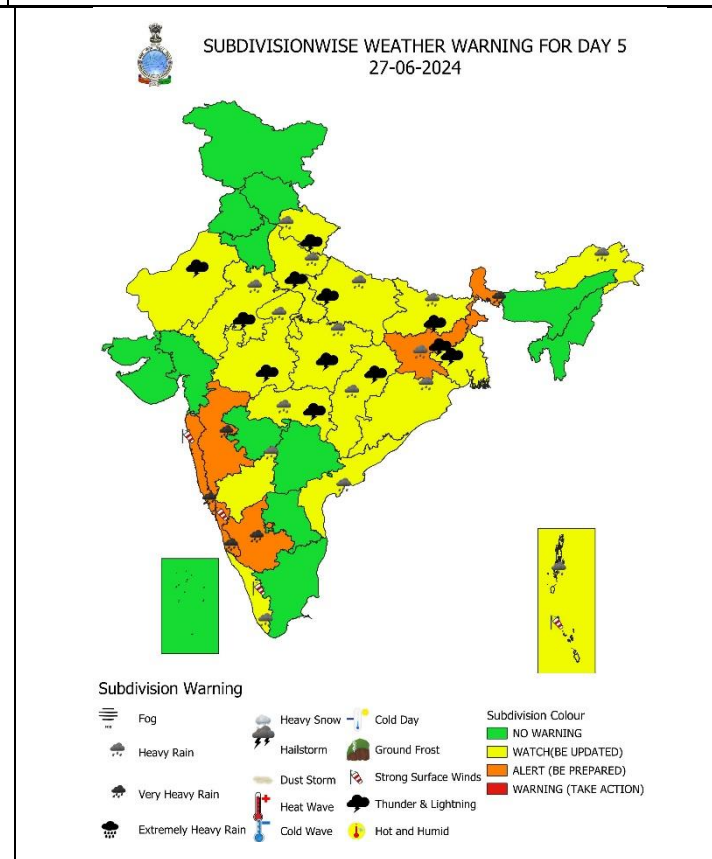 SUBDIVISIONWISE WEATHER WARNING FOR DAY 5
27-06-2024
Subdivision Warning
Fog
Heavy Rain
Very Heavy Rain
Extremely Heavy Rain
Heavy Snow
Hailstorm
Dust Storm
Heat Wave
Cold Wave
Cold Day
Ground Frost
Strong Surface Winds
Thunder & Lightning
Hot and Humid
Subdivision Colour
NO WARNING
WATCH(BE UPDATED)
ALERT (BE PREPARED)
WARNING (TAKE ACTION)